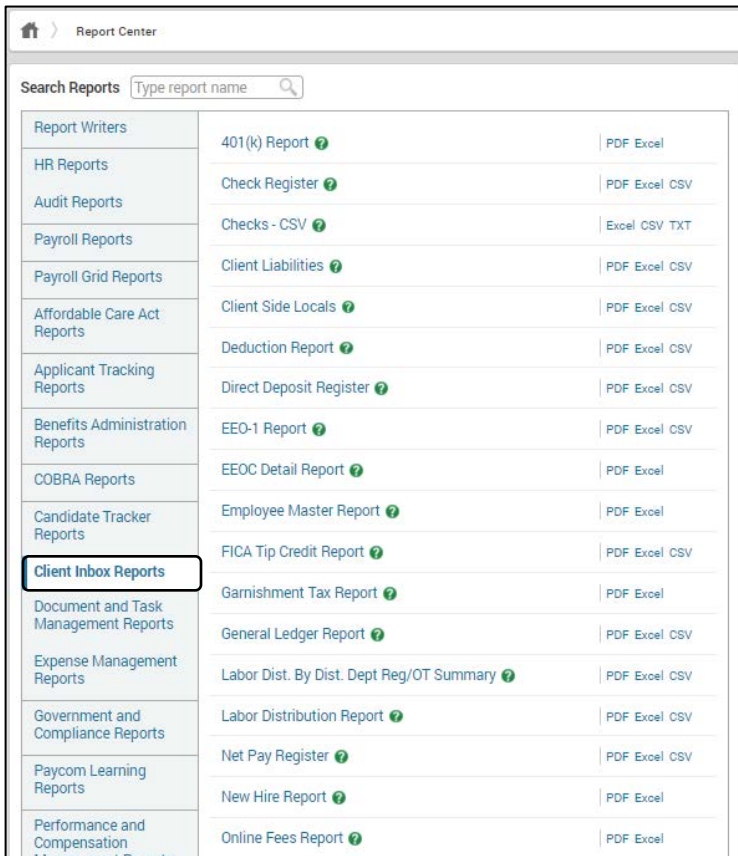 Report Center
Search Reports Type report name
Report Writers
HR Reports
Audit Reports
Payroll Reports
Payroll Grid Reports
Affordable Care Act
Reports
Applicant Tracking
Reports
Benefits Administration
Reports
COBRA Reports
Candidate Tracker
Reports
Client Inbox Reports
Document and Task
Management Reports
Expense Management
Reports
Government and
Compliance Reports
Paycom Learning
Reports
Performance and
Compensation
401(k) Report ? PDF Excel
Check Register ? PDF Excel CSV
Checks - CSV ? Excel CSV TXT
Client Liabilities ? PDF Excel CSV
Client Side Locals ? PDF Excel CSV
Deduction Report ? PDF Excel CSV
Direct Deposit Register ? PDF Excel CSV
EEO-1 Report ? PDF Excel CSV
EEOC Detail Report ? PDF Excel
Employee Master Report ? PDF Excel
FICA Tip Credit Report ? PDF Excel CSV
Garnishment Tax Report ? PDF Excel
General Ledger Report ? PDF Excel CSV
Labor Dist. By Dist. Dept Reg/OT Summary ? PDF Excel CSV
Labor Distribution Report ? PDF Excel CSV
Net Pay Register ? PDF Excel CSV
New Hire Report ? PDF Excel
Online Fees Report ? PDF Excel